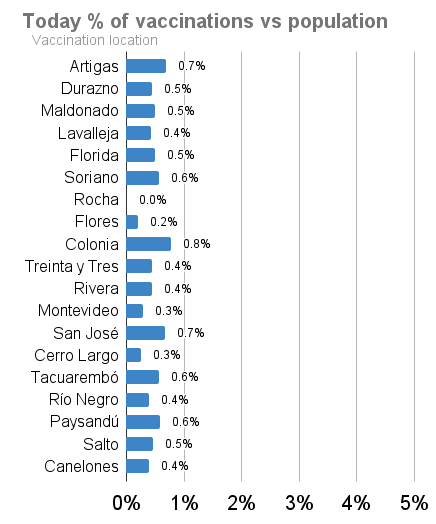 Today % of vaccinations vs population
Vaccination location
Artigas 0.7%
Durazno 0.5%
Maldonado 0.5%
Lavalleja 0.4%
Florida 0.5%
Soriano 0.6%
Rocha 0.0%
Flores 0.2%
Colonia 0.8%
Treinta y Tres 0.4%
Rivera 0.4%
Montevideo 0.3%
San José 0.7%
Cerro Largo 0.3%
Tacuarembó 0.6%
Río Negro 0.4%
Paysandú 0.6%
Salto 0.5%
Canelones 0.4%
0% 1% 2% 3% 4% 5%